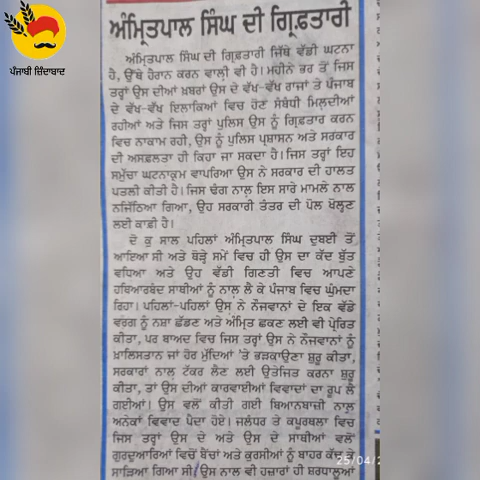 ਪੰਜਾਬੀ ਜ਼ਿੰਦਾਬਾਦ
ਅੰਮ੍ਰਿਤਪਾਲ ਸਿੰਘ ਦੀ ਗ੍ਰਿਫ਼ਤਾਰੀ
ਅੰਮ੍ਰਿਤਪਾਲ ਸਿੰਘ ਦੀ ਗ੍ਰਿਫ਼ਤਾਰੀ ਜਿੱਥੇ ਵੱਡੀ ਘਟਨਾ
ਹੈ, ਉੱਥੇ ਹੈਰਾਨ ਕਰਨ ਵਾਲ੍ਹੀ ਵੀ ਹੈ। ਮਹੀਨੇ ਭਰ ਤੋਂ ਜਿਸ
ਤਰ੍ਹਾਂ ਉਸ ਦੀਆਂ ਖ਼ਬਰਾਂ ਉਸ ਦੇ ਵੱਖ-ਵੱਖ ਰਾਜਾਂ ਤੇ ਪੰਜਾਬ
ਦੇ ਵੱਖ-ਵੱਖ ਇਲਾਕਿਆਂ ਵਿਚ ਹੋਣ ਸੰਬੰਧੀ ਮਿਲਦੀਆਂ
ਰਹੀਆਂ ਅਤੇ ਜਿਸ ਤਰ੍ਹਾਂ ਪੁਲਿਸ ਉਸ ਨੂੰ ਗ੍ਰਿਫ਼ਤਾਰ ਕਰਨ
ਵਿਚ ਨਾਕਾਮ ਰਹੀ, ਉਸ ਨੂੰ ਪੁਲਿਸ ਪ੍ਰਸ਼ਾਸਨ ਅਤੇ ਸਰਕਾਰ
ਦੀ ਅਸਫ਼ਲਤਾ ਹੀ ਕਿਹਾ ਜਾ ਸਕਦਾ ਹੈ। ਜਿਸ ਤਰ੍ਹਾਂ ਇਹ
ਸਮੁੱਚਾ ਘਟਨਾਕ੍ਰਮ ਵਾਪਰਿਆ ਉਸ ਨੇ ਸਰਕਾਰ ਦੀ ਹਾਲਤ
ਪਤਲੀ ਕੀਤੀ ਹੈ। ਜਿਸ ਢੰਗ ਨਾਲ਼ ਇਸ ਸਾਰੇ ਮਾਮਲੇ ਨਾਲ
ਨਜਿੱਠਿਆ ਗਿਆ, ਉਹ ਸਰਕਾਰੀ ਤੰਤਰ ਦੀ ਪੋਲ ਖੋਲ੍ਹਣ
ਲਈ ਕਾਫ਼ੀ ਹੈ।
ਦੋ ਕੁ ਸਾਲ ਪਹਿਲਾਂ ਅੰਮ੍ਰਿਤਪਾਲ ਸਿੰਘ ਦੁਬਈ ਤੋਂ
ਆਇਆ ਸੀ ਅਤੇ ਥੋੜ੍ਹੇ ਸਮੇਂ ਵਿਚ ਹੀ ਉਸ ਦਾ ਕੱਦ ਬੁੱਤ
ਵਧਿਆ ਅਤੇ ਉਹ ਵੱਡੀ ਗਿਣਤੀ ਵਿਚ ਆਪਣੇ
ਹਥਿਆਰਬੰਦ ਸਾਥੀਆਂ ਨੂੰ ਨਾਲ਼ ਲੈ ਕੇ ਪੰਜਾਬ ਵਿਚ ਘੁੰਮਦਾ
ਰਿਹਾ। ਪਹਿਲਾਂ-ਪਹਿਲਾਂ ਉਸ ਨੇ ਨੌਜਵਾਨਾਂ ਦੇ ਇਕ ਵੱਡੇ
ਵਰਗ ਨੂੰ ਨਸ਼ਾ ਛੱਡਣ ਅਤੇ ਅੰਮ੍ਰਿਤ ਛਕਣ ਲਈ ਵੀ ਪ੍ਰੇਰਿਤ
ਕੀਤਾ, ਪਰ ਬਾਅਦ ਵਿਚ ਜਿਸ ਤਰ੍ਹਾਂ ਉਸ ਨੇ ਨੌਜਵਾਨਾਂ ਨੂੰ
ਖ਼ਾਲਿਸਤਾਨ ਜਾਂ ਹੋਰ ਮੁੱਦਿਆਂ 'ਤੇ ਭੜਕਾਉਣਾ ਸ਼ੁਰੂ ਕੀਤਾ,
ਸਰਕਾਰਾਂ ਨਾਲ਼ ਟੱਕਰ ਲੈਣ ਲਈ ਉਤੇਜਿਤ ਕਰਨਾ ਸ਼ੁਰੂ
ਕੀਤਾ, ਤਾਂ ਉਸ ਦੀਆਂ ਕਾਰਵਾਈਆਂ ਵਿਵਾਦਾਂ ਦਾ ਰੂਪ ਲੈ
ਗਈਆਂ। ਉਸ ਵਲੋਂ ਕੀਤੀ ਗਈ ਬਿਆਨਬਾਜ਼ੀ ਨਾਲ਼
ਅਨੇਕਾਂ ਵਿਵਾਦ ਪੈਦਾ ਹੋਏ। ਜਲੰਧਰ ਤੇ ਕਪੂਰਥਲਾ ਵਿਚ
ਜਿਸ ਤਰ੍ਹਾਂ ਉਸ ਦੇ ਅਤੇ ਉਸ ਦੇ ਸਾਥੀਆਂ ਵਲੋਂ
ਗੁਰਦੁਆਰਿਆਂ ਵਿਚੋਂ ਬੈਂਚਾਂ ਅਤੇ ਕੁਰਸੀਆਂ ਨੂੰ ਬਾਹਰ ਕੱਢ ਕੇ
ਸਾੜਿਆ ਗਿਆ ਸੀ, ਉਸ ਨਾਲ ਵੀ ਹਜ਼ਾਰਾਂ ਹੀ ਸ਼ਰਧਾਲੂਆਂ
25/04/2